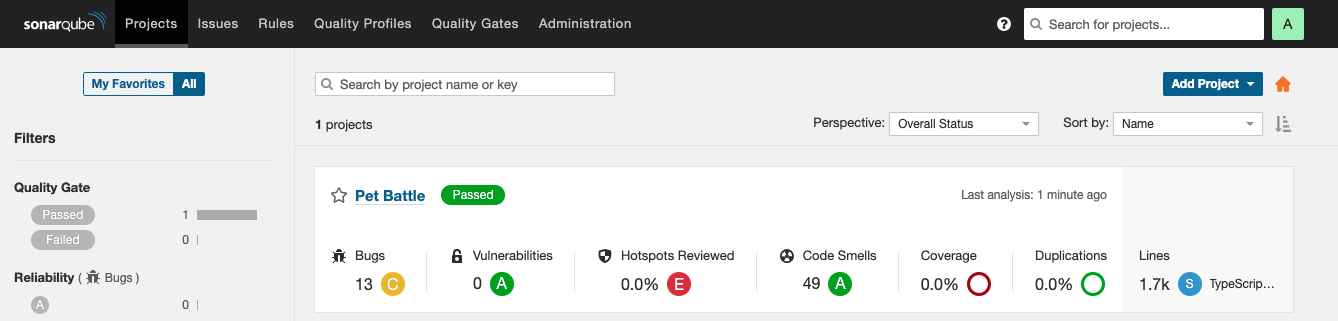 sonarqube Projects Issues Rules Quality Profiles Quality Gates Administration ? Search for projects... A
My Favorites All
Search by project name or key Add Project
1 projects Perspective: Overall Status Sort by: Name
Filters
Quality Gate
Passed 1
Failed 0
Reliability ( Bugs )
A 0
Pet Battle Passed Last analysis: 1 minute ago
Bugs Vulnerabilities Hotspots Reviewed Code Smells Coverage Duplications Lines
13 C 0 A 0.0% E 49 A 0.0% 0.0% 1.7k S TypeScrip...